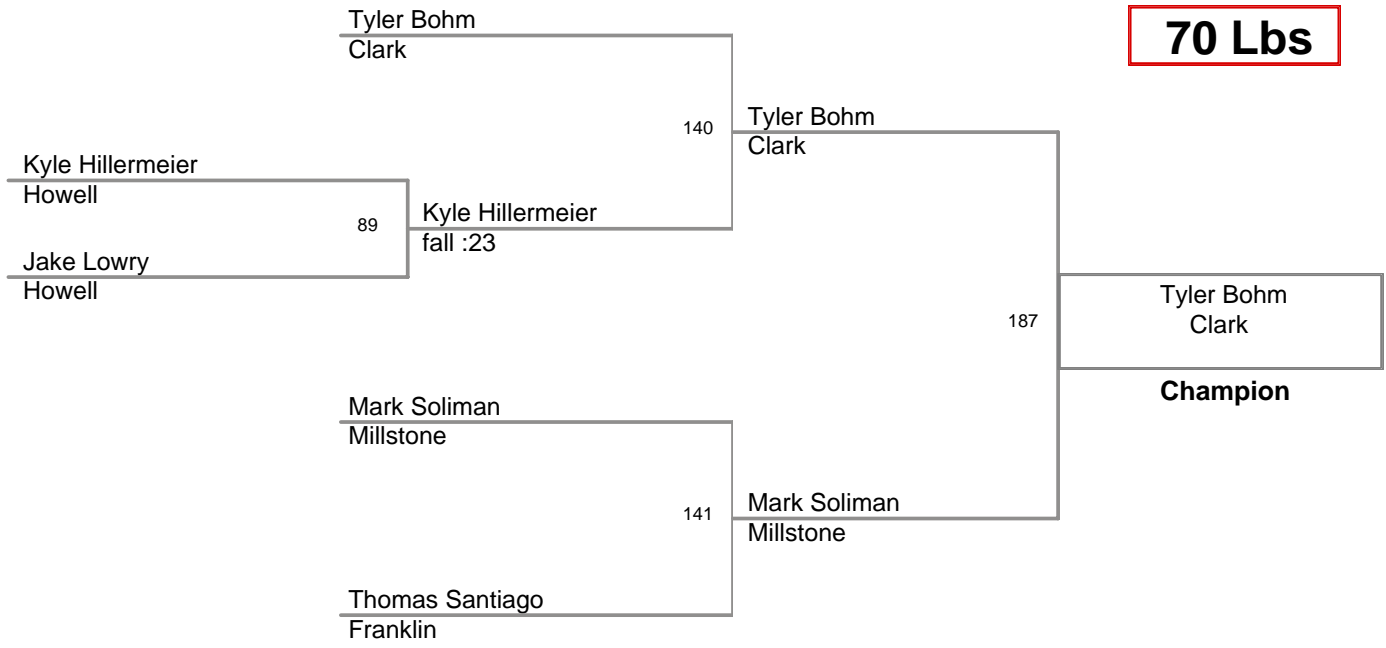 Tyler Bohm
Clark
70 Lbs
140
Tyler Bohm
Clark
Kyle Hillermeier
Howell
89
Kyle Hillermeier
fall :23
Jake Lowry
Howell
187
Tyler Bohm
Clark
Champion
Mark Soliman
Millstone
141
Mark Soliman
Millstone
Thomas Santiago
Franklin